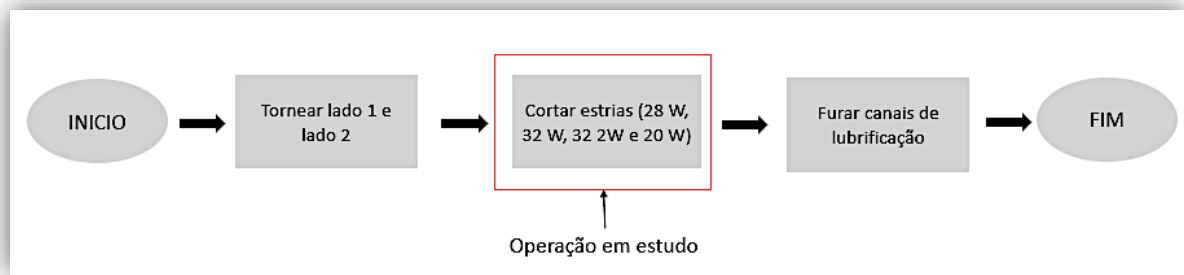 INICIO
Tornear lado 1 e
lado 2
Cortar estrias (28 W,
32 W, 32 2W e 20 W)
Furar canais de
lubrificação
FIM
Operação em estudo